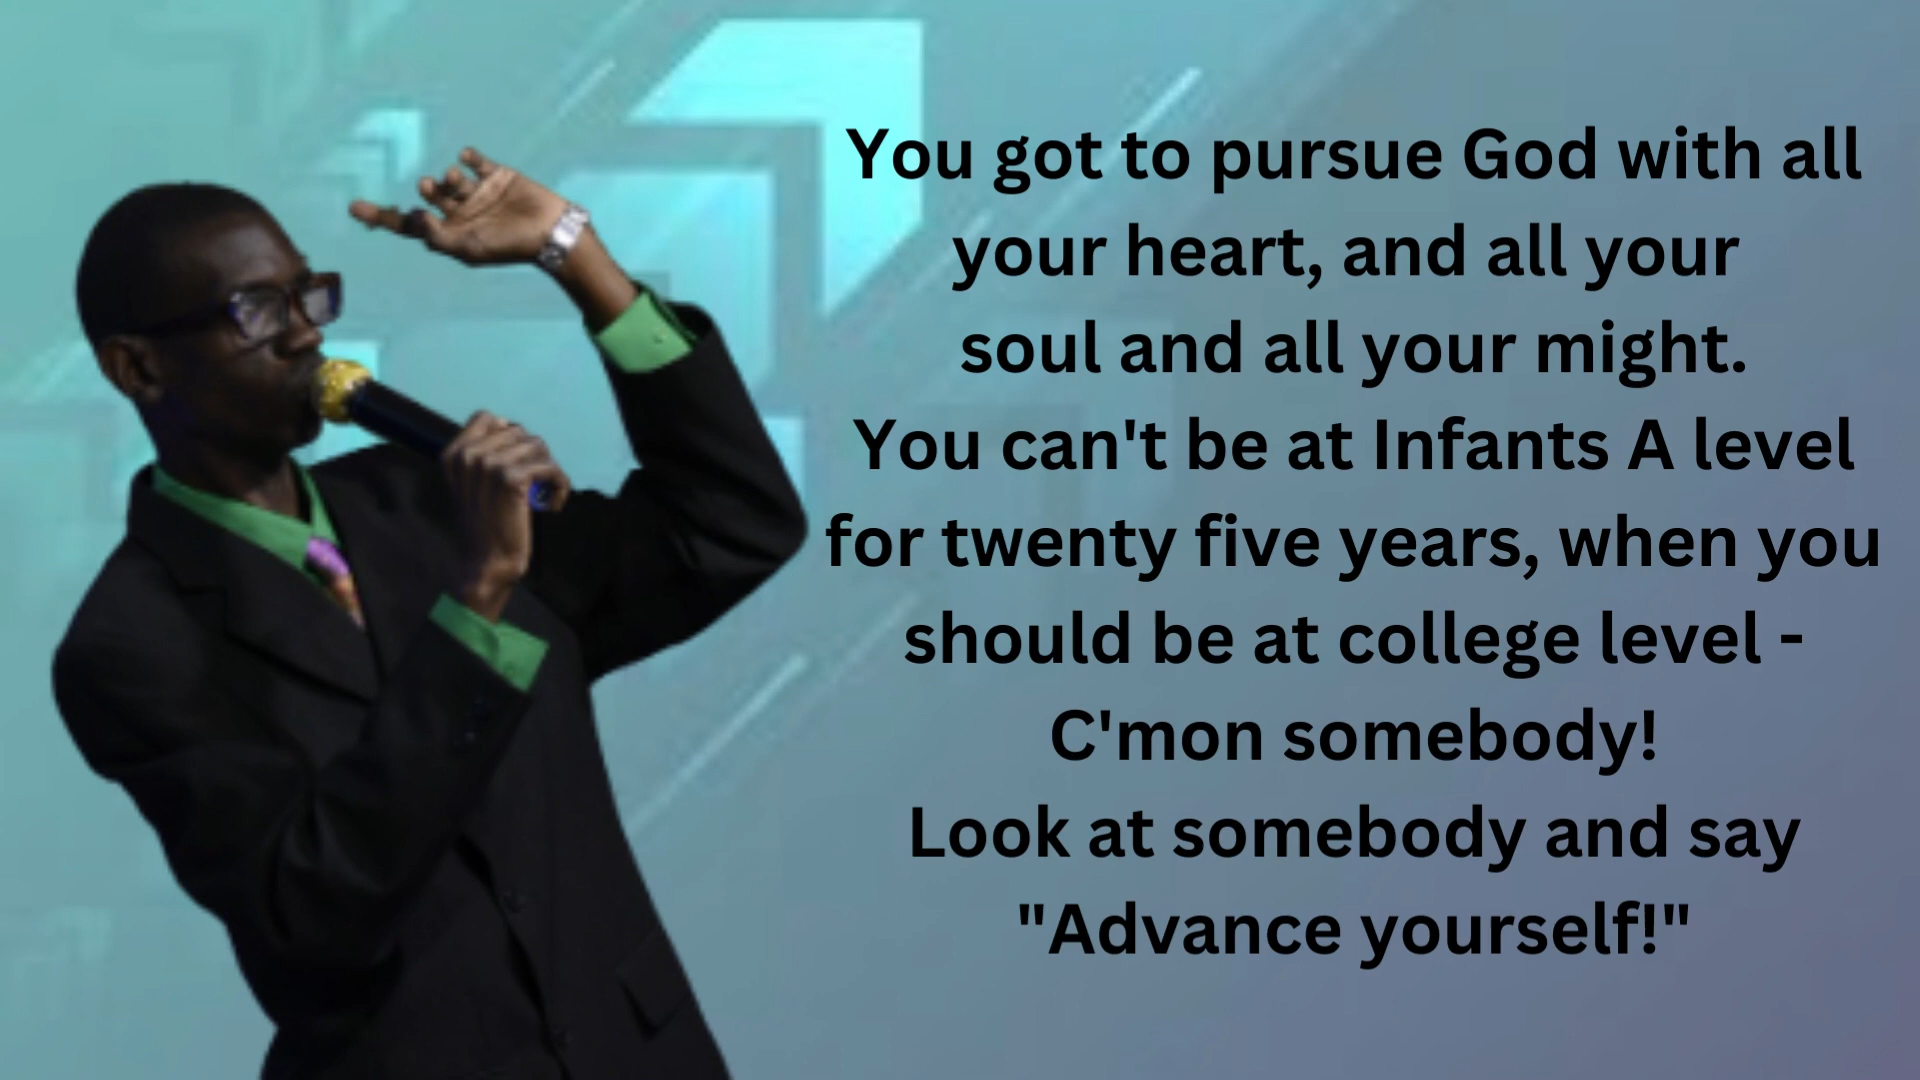 You got to pursue God with all
your heart, and all your
soul and all your might.
You can't be at Infants A level
for twenty five years, when you
should be at college level -
C'mon somebody!
Look at somebody and say
"Advance yourself!"